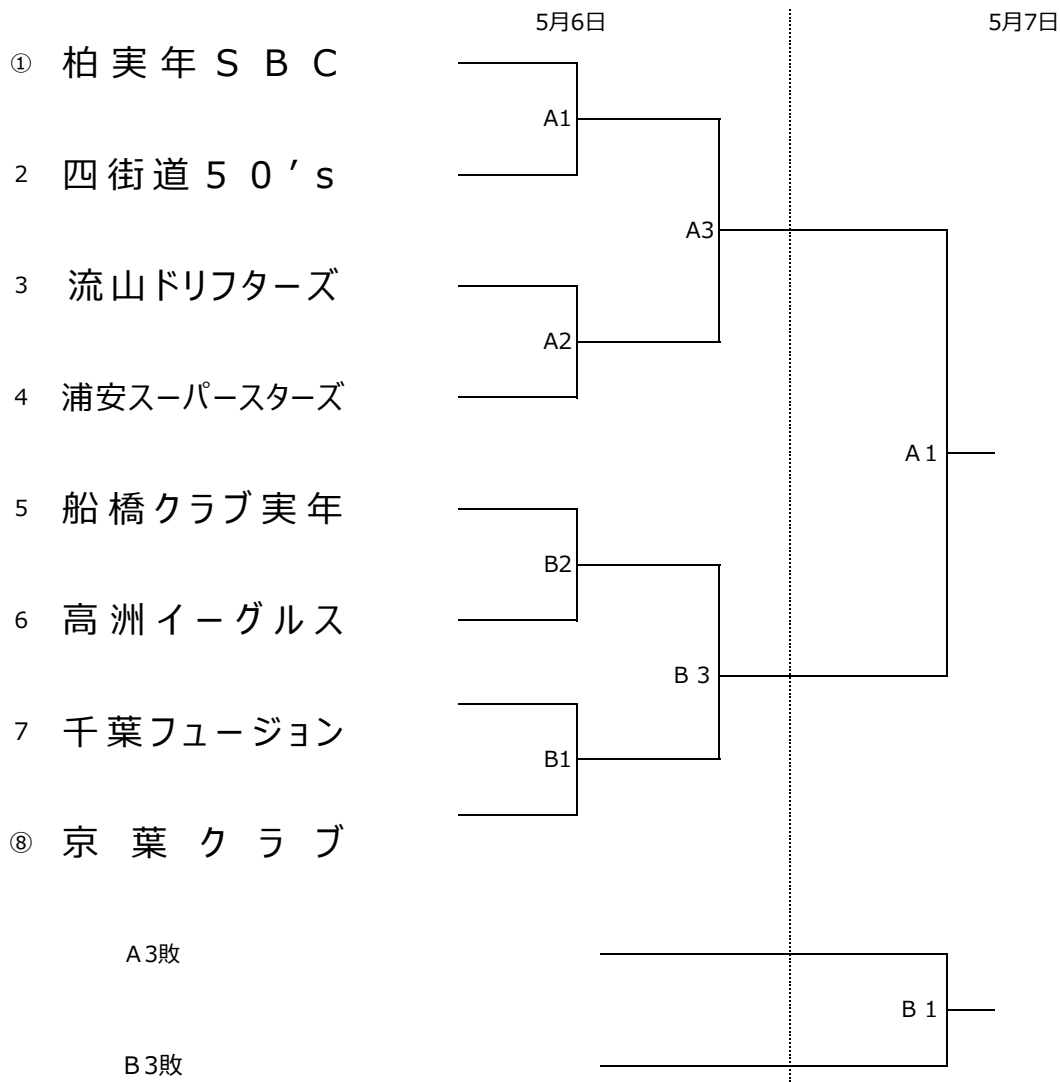 5月6日 5月7日
① 柏実年SBC
A1
2 四街道50's
A3
3 流山ドリフターズ
A2
4 浦安スーパースターズ
A1
5 船橋クラブ実年
B2
6 高洲イーグルス
B3
7 千葉フュージョン
B1
⑧ 京葉クラブ
A3敗
B1
B3敗